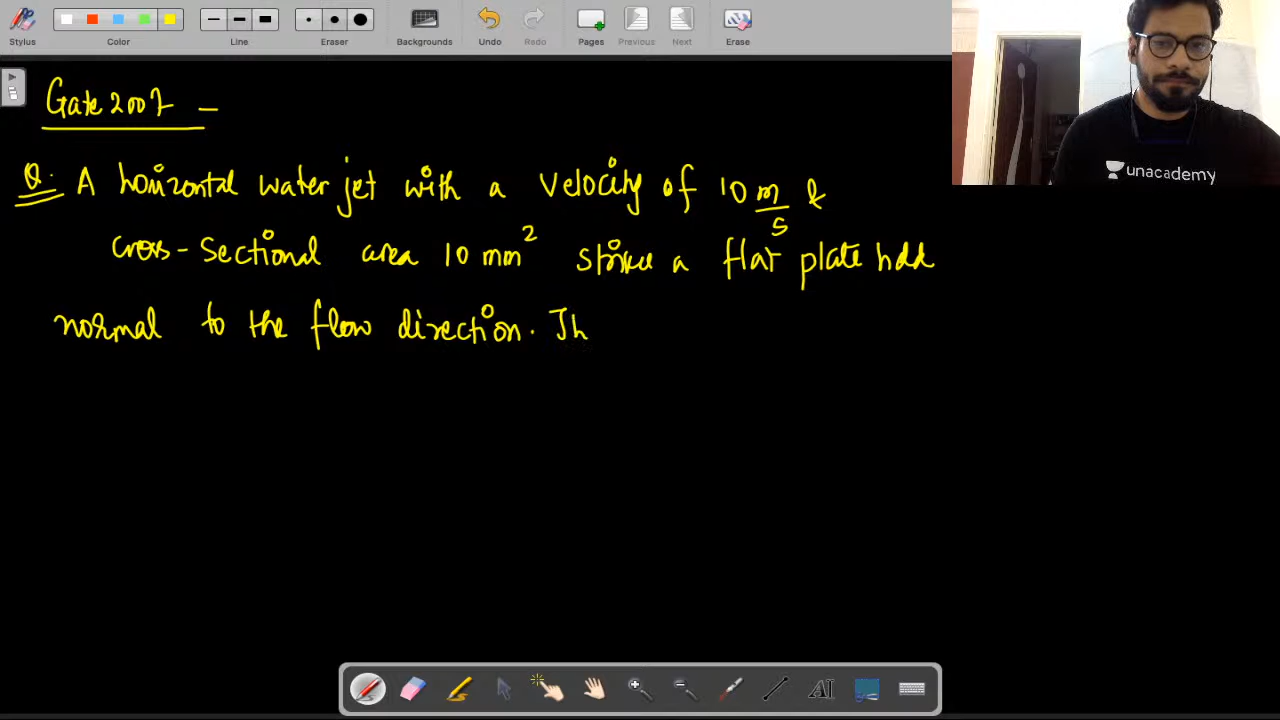 Stylus
Color
Line
Eraser
Backgrounds
Undo
Redo
Pages
Previous
Next
Erase
unacademy
Gate 2007 -
Q. A horizontal water jet with a velocity of 10 m/s &
cross-sectional area 10 mm² strike a flat plate held
normal to the flow direction. Th
AI